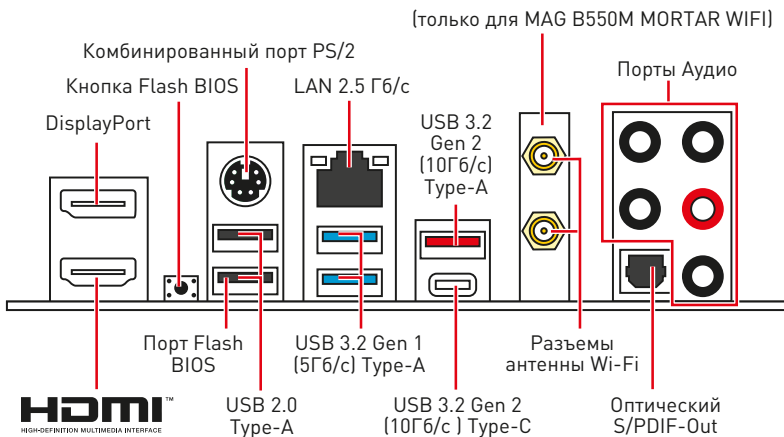 (только для MAG B550M MORTAR WIFI)
Комбинированный порт PS/2
Порты Аудио
Кнопка Flash BIOS
LAN 2.5 Гб/с
DisplayPort
USB 3.2
Gen 2
(10Гб/с)
Type-A
Порт Flash
BIOS
USB 3.2 Gen 1
(5Гб/с) Type-A
Разъемы
антенны Wi-Fi
HDMI™
HIGH-DEFINITION MULTIMEDIA INTERFACE
USB 2.0
Type-A
USB 3.2 Gen 2
(10Гб/с ) Type-C
Оптический
S/PDIF-Out